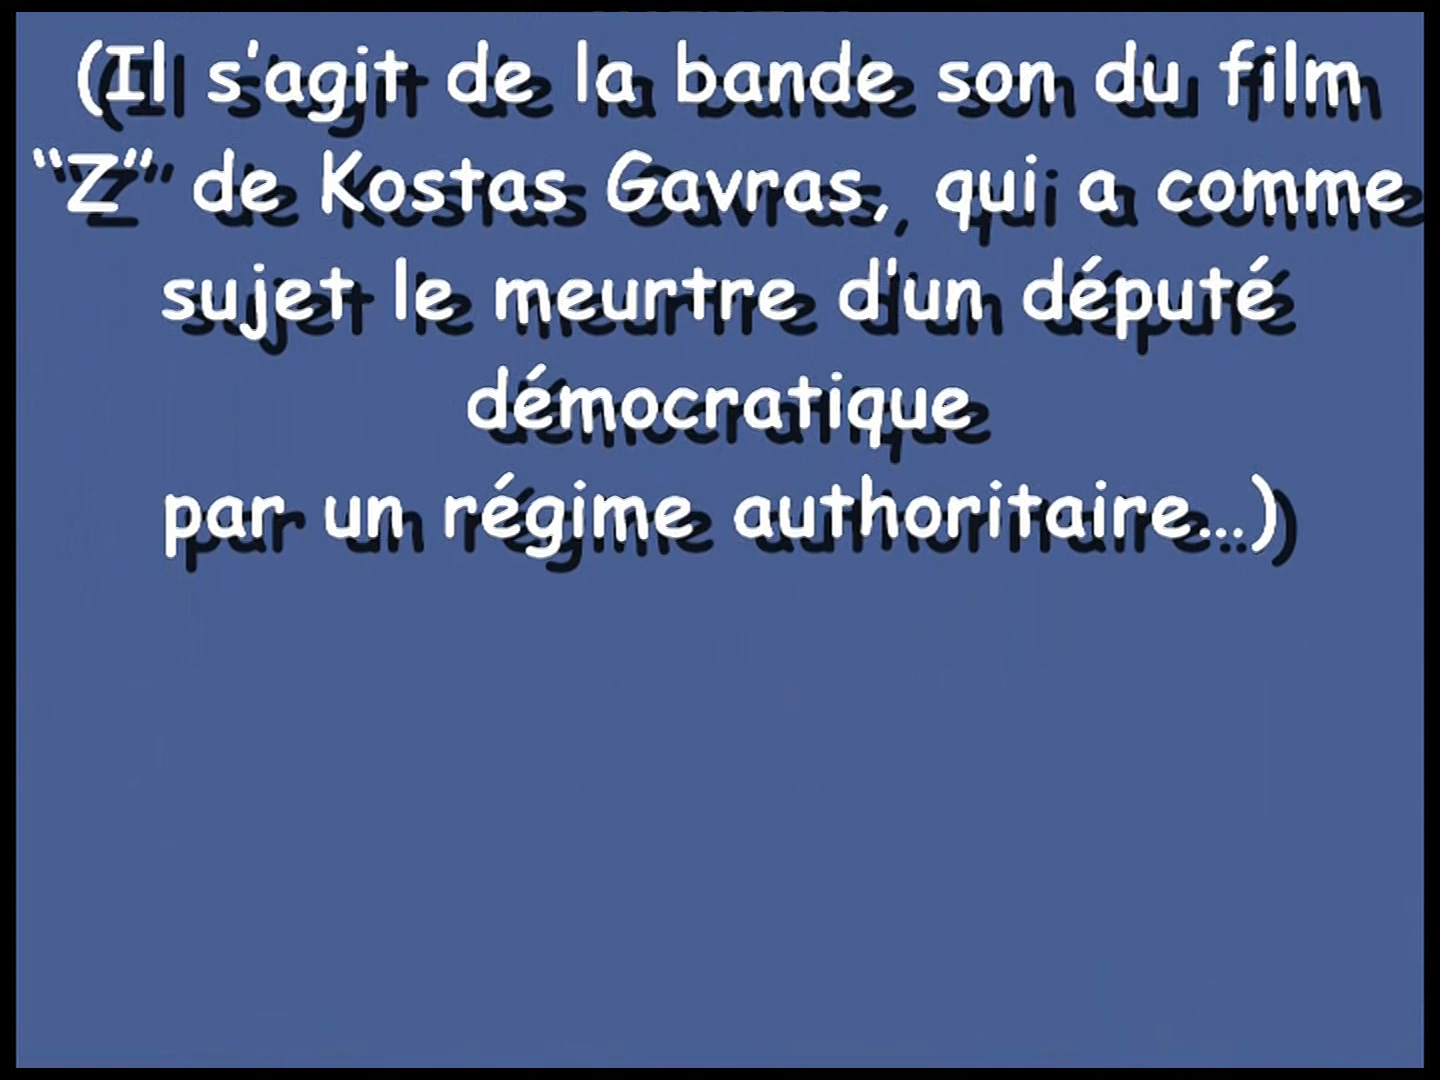 (Il s'agit de la bande son du film
“Z” de Kostas Gavras, qui a comme
sujet le meurtre d'un député
démocratique
par un régime authoritaire...)